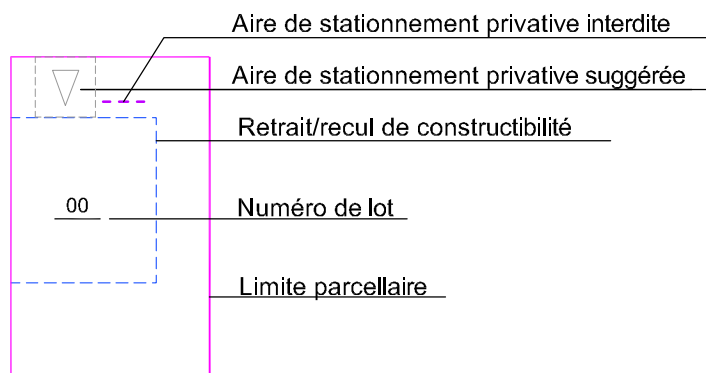 Aire de stationnement privative interdite
Aire de stationnement privative suggérée
Retrait/recul de constructibilité
00
Numéro de lot
Limite parcellaire